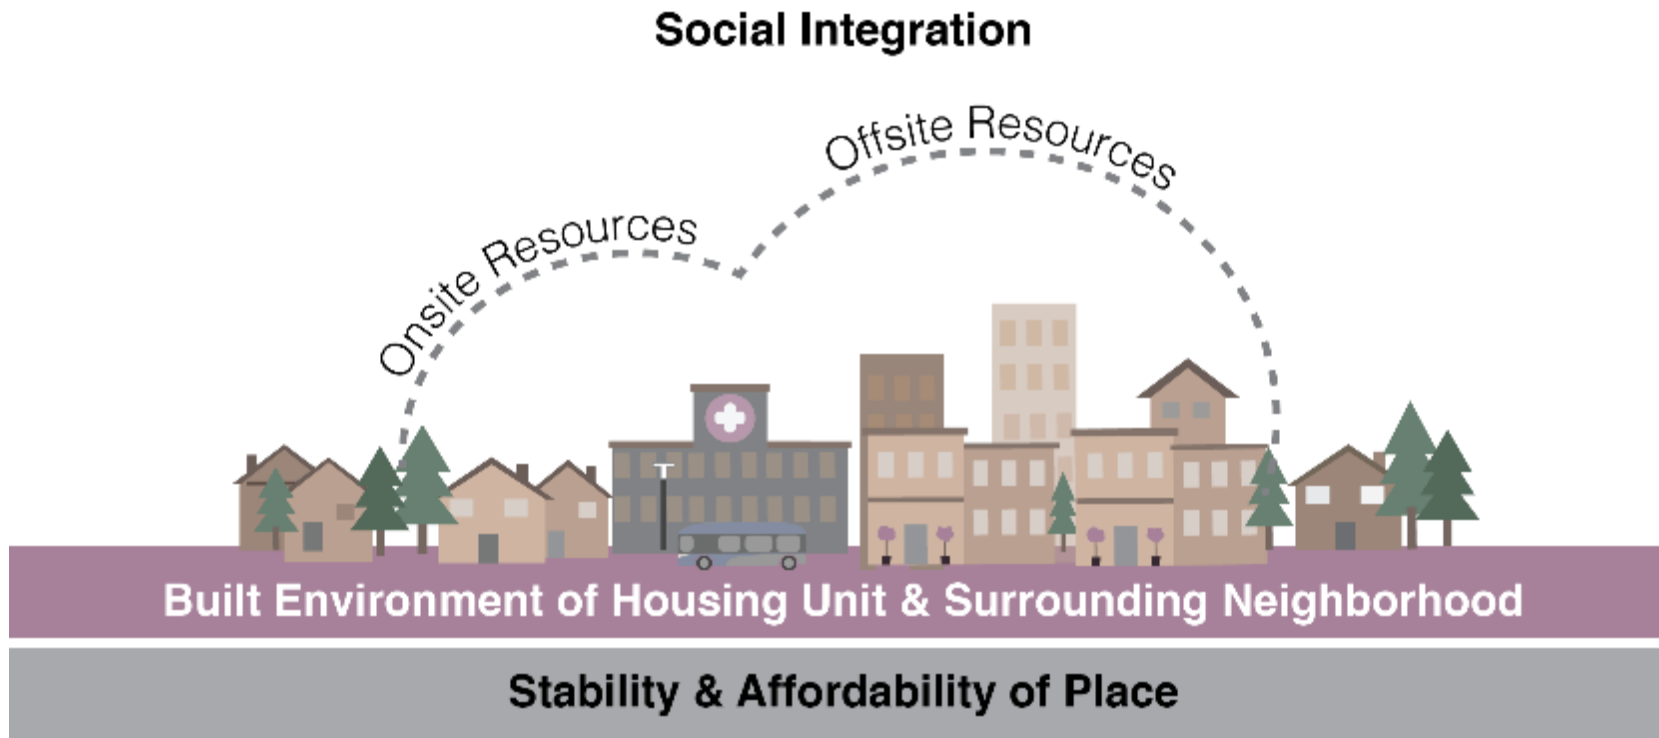 Social Integration
Offsite Resources
Onsite Resources
Built Environment of Housing Unit & Surrounding Neighborhood
Stability & Affordability of Place